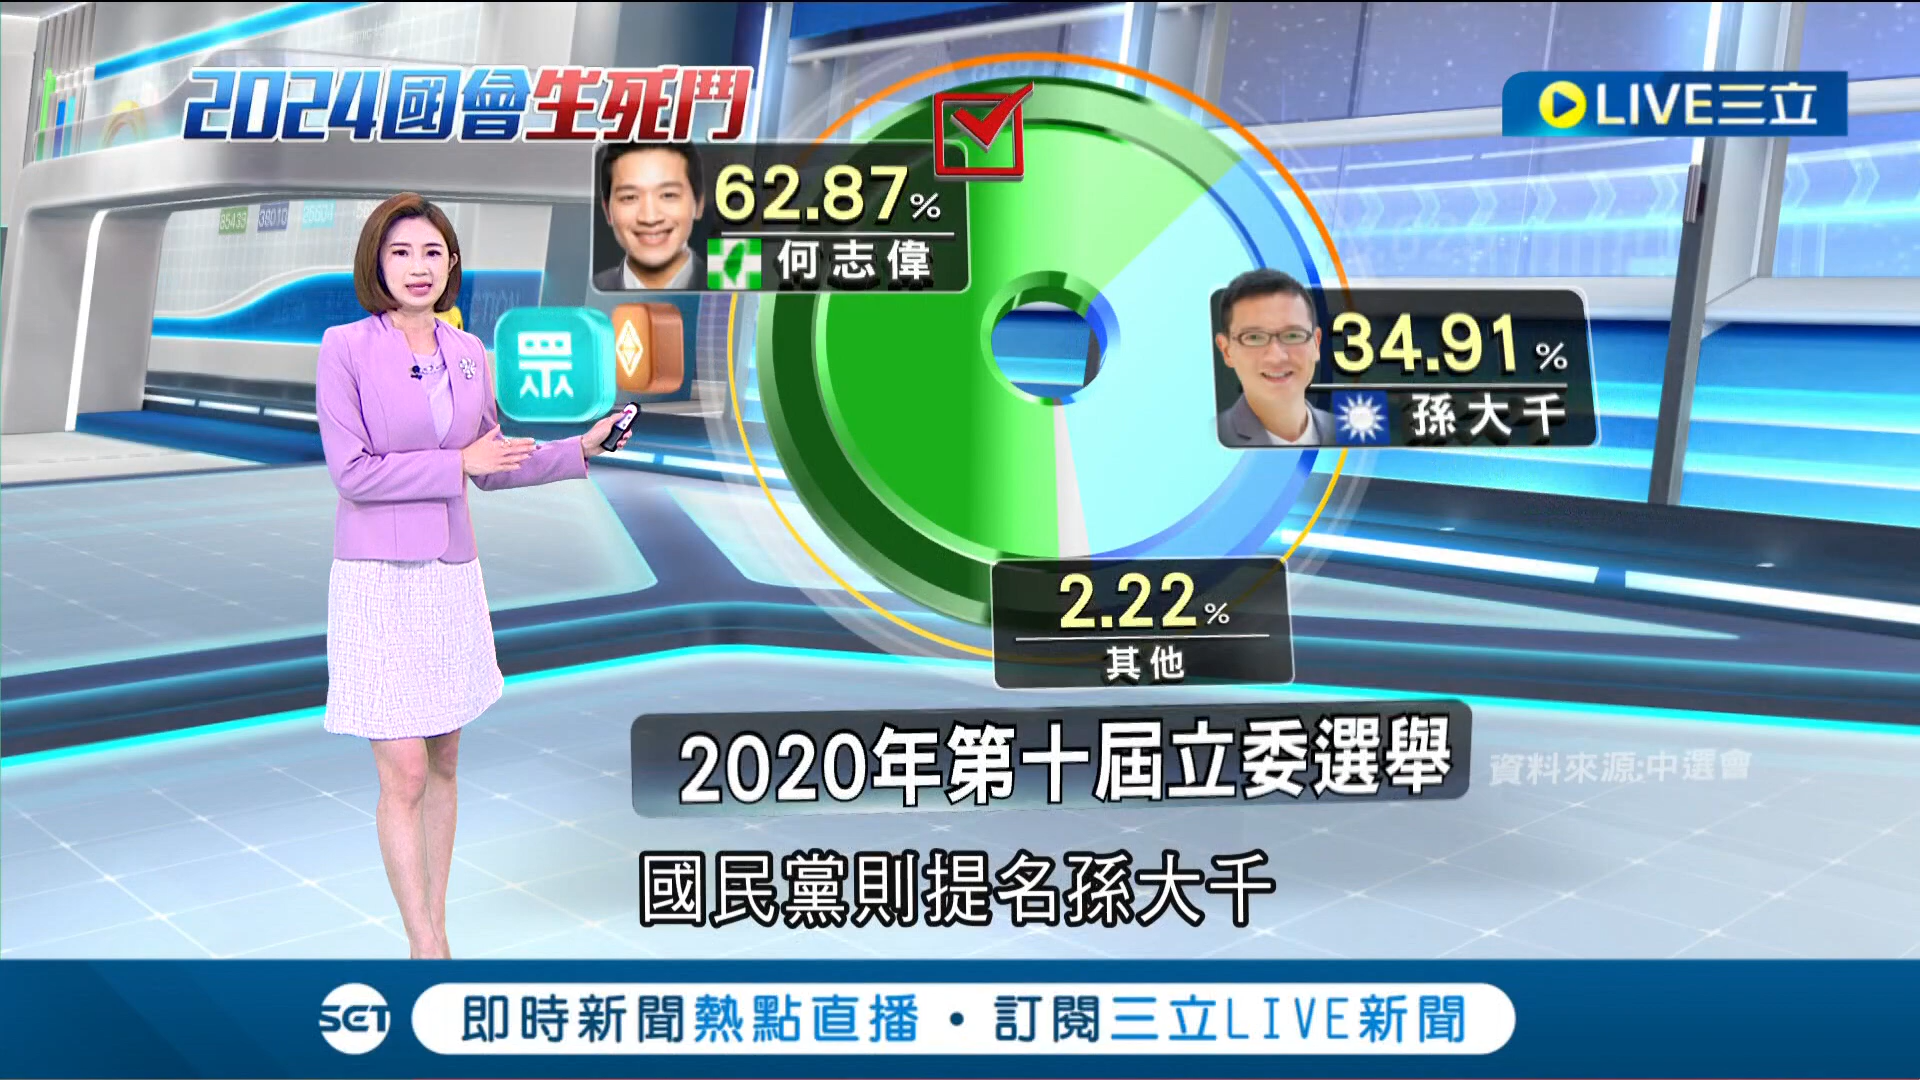 2024國會生死鬥
LIVE三立
62.87%
何志偉
眾
34.91%
孫大千
2.22%
其他
2020年第十屆立委選舉
資料來源:中選會
國民黨則提名孫大千
SET
即時新聞熱點直播・訂閱三立LIVE新聞